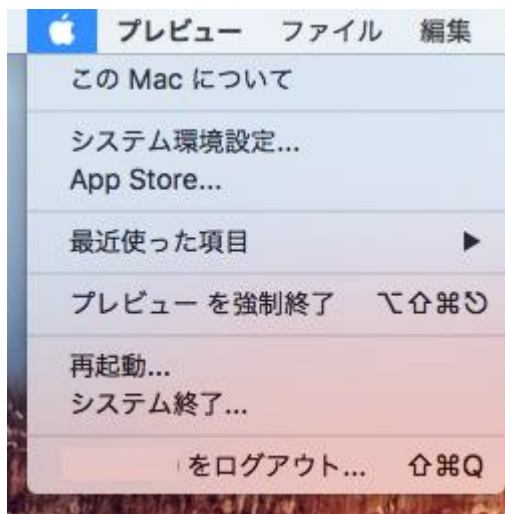 プレビュー ファイル 編集
この Mac について
システム環境設定...
App Store...
最近使った項目 ▶
プレビュー を強制終了 ⌥⇧⌘⎋
再起動...
システム終了...
をログアウト... ⇧⌘Q